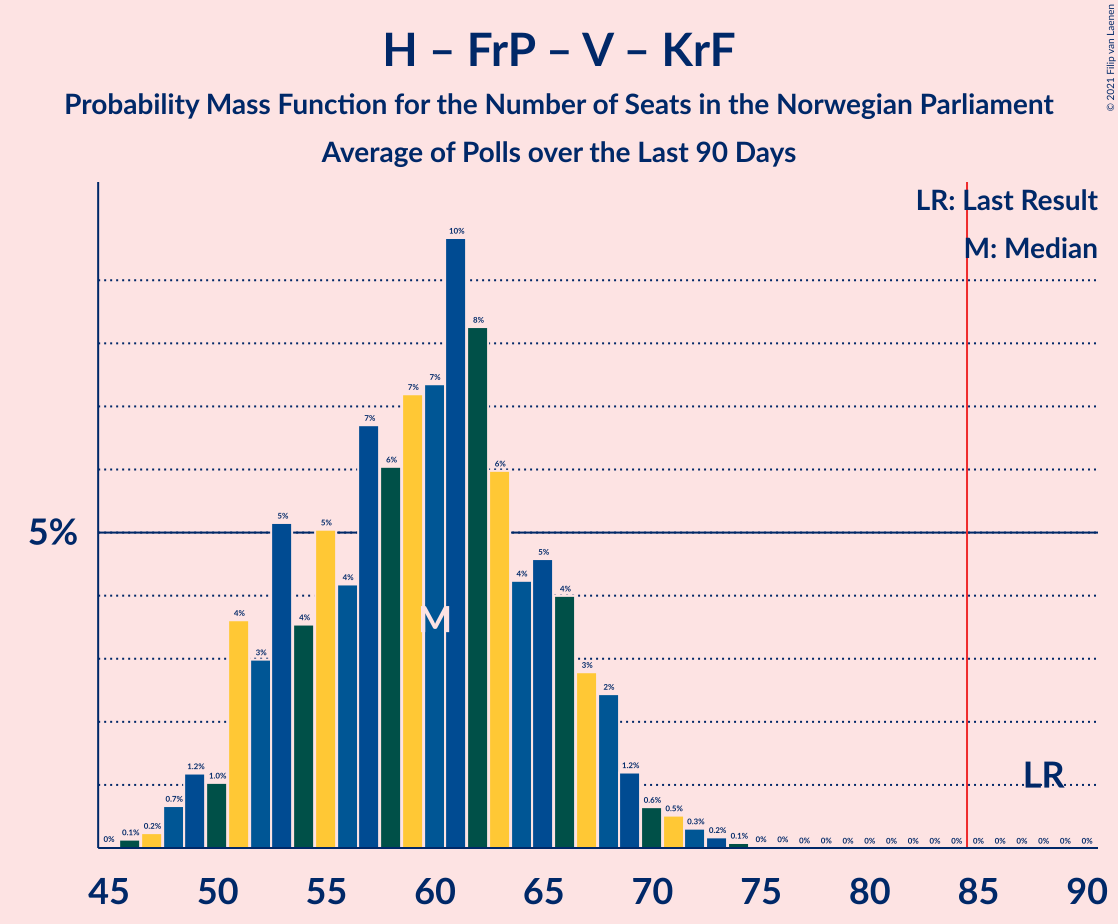 H – FrP – V – KrF
Probability Mass Function for the Number of Seats in the Norwegian Parliament
Average of Polls over the Last 90 Days
© 2021 Filip van Laenen
LR: Last Result
M: Median
5%
0% 0.1% 0.2% 0.7% 1.2% 1.0% 4% 3% 5% 4% 5% 4% 7% 6% 7% 7% 10% 8% 6% 4% 5% 4% 3% 2% 1.2% 0.6% 0.5% 0.3% 0.2% 0.1% 0% 0% 0% 0% 0% 0% 0% 0% 0% 0% 0% 0% 0% 0% 0% 0%
M
LR
45 50 55 60 65 70 75 80 85 90